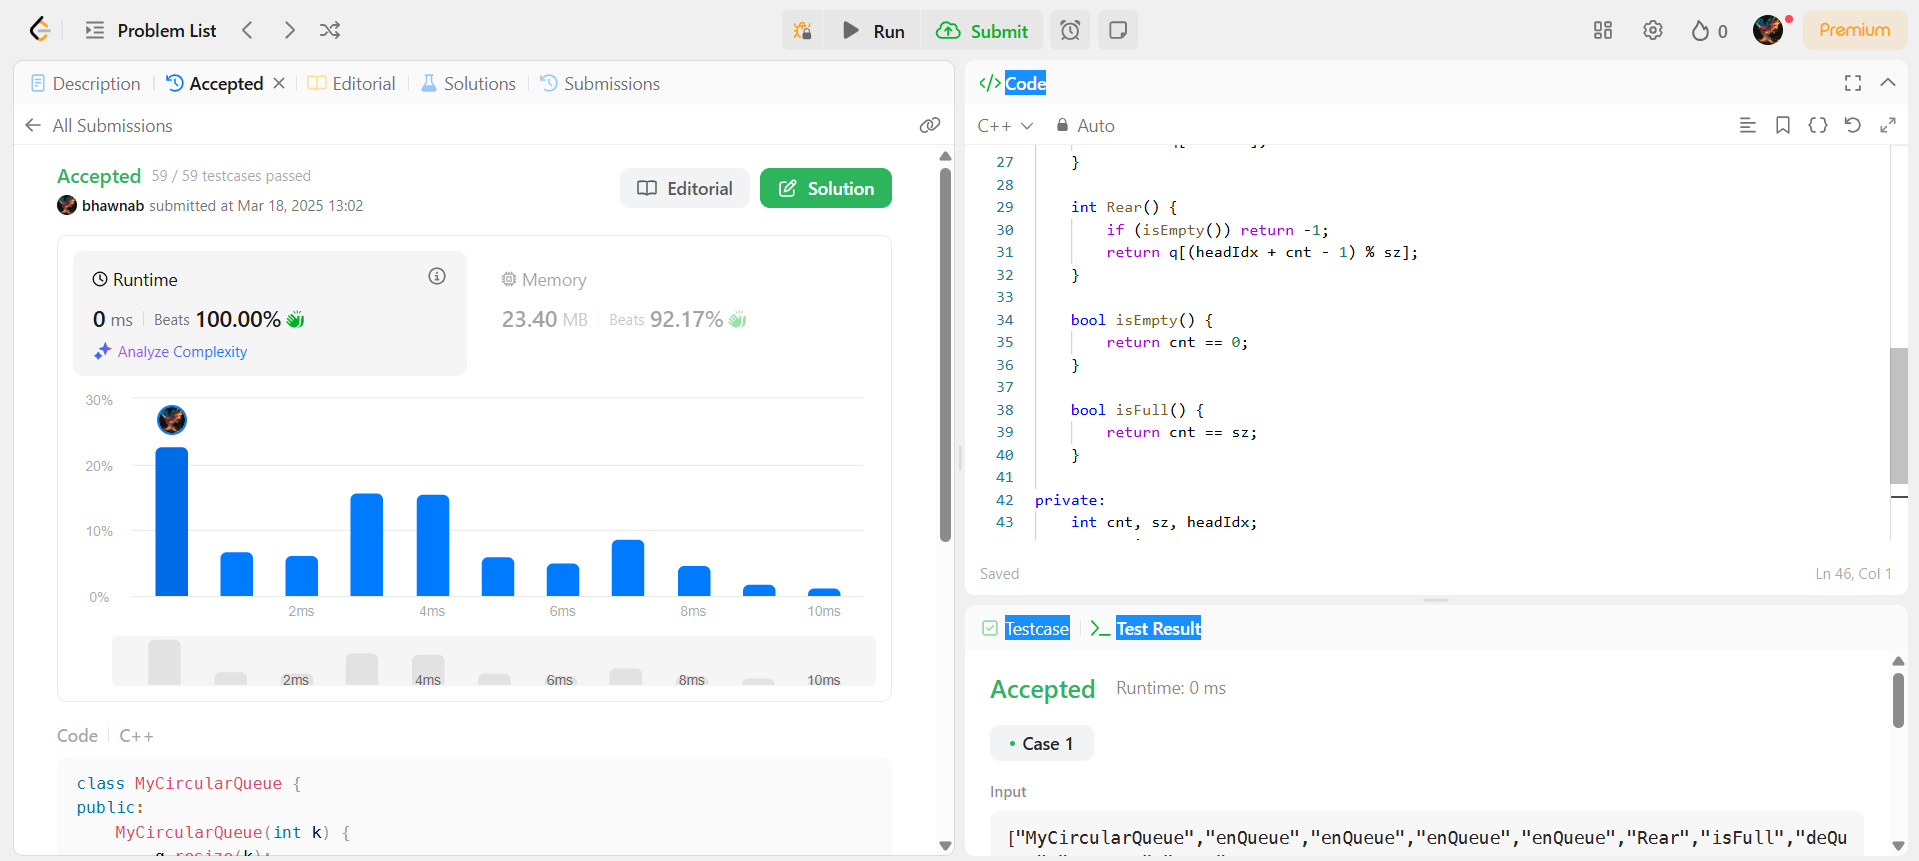 Problem List
Run
Submit
0
Premium
Description
Accepted
Editorial
Solutions
Submissions
All Submissions
Accepted 59 / 59 testcases passed
bhawnab submitted at Mar 18, 2025 13:02
Editorial
Solution
Runtime
0 ms Beats 100.00%
Analyze Complexity
Memory
23.40 MB Beats 92.17%
30%
20%
10%
0%
2ms 4ms 6ms 8ms 10ms
2ms 4ms 6ms 8ms 10ms
Code C++
class MyCircularQueue {
public:
MyCircularQueue(int k) {
q.resize(k);
</> Code
C++ Auto
27 }
28
29 int Rear() {
30 if (isEmpty()) return -1;
31 return q[(headIdx + cnt - 1) % sz];
32 }
33
34 bool isEmpty() {
35 return cnt == 0;
36 }
37
38 bool isFull() {
39 return cnt == sz;
40 }
41
42 private:
43 int cnt, sz, headIdx;
Saved
Ln 46, Col 1
Testcase
Test Result
Accepted Runtime: 0 ms
• Case 1
Input
["MyCircularQueue","enQueue","enQueue","enQueue","enQueue","Rear","isFull","deQu